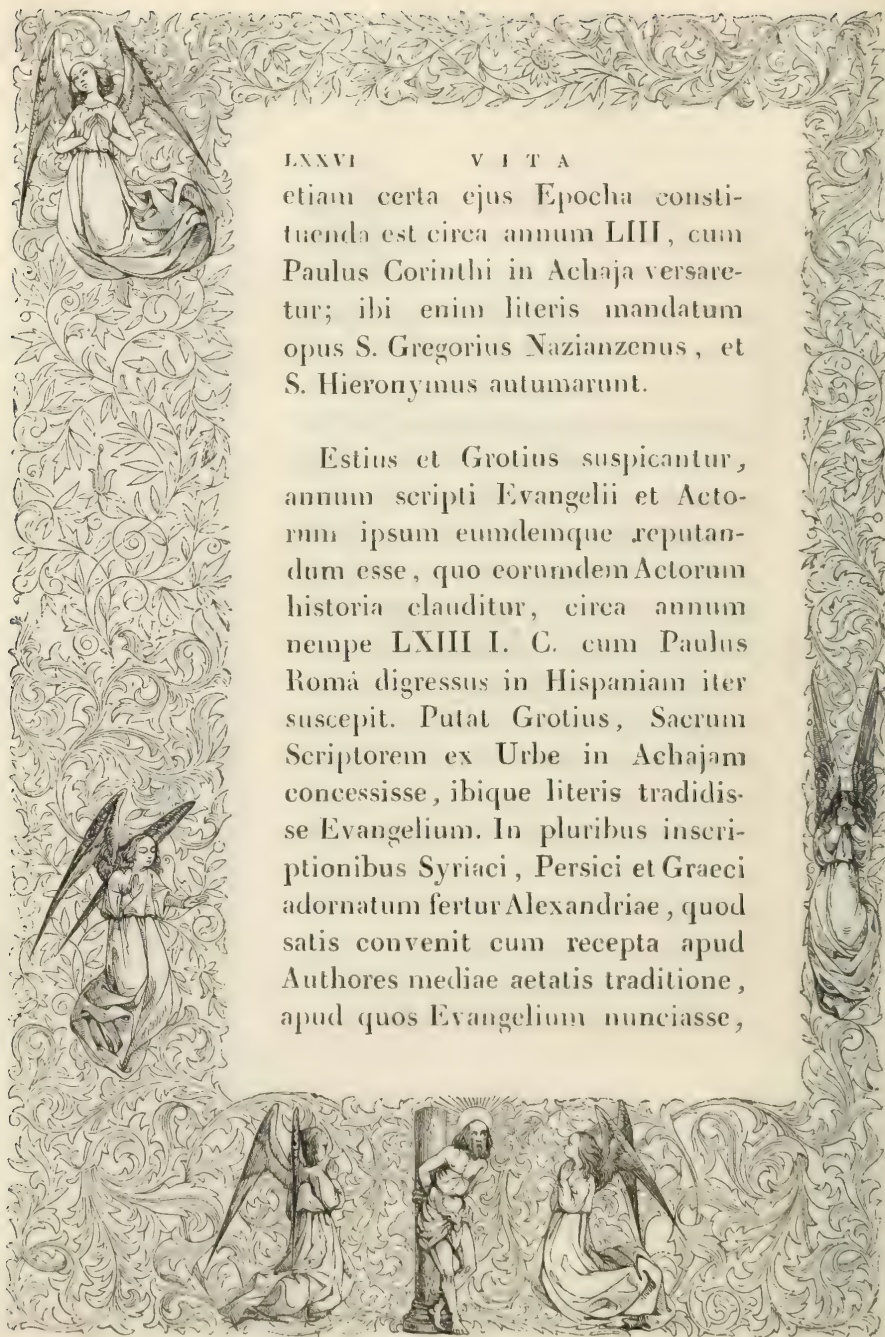 LXXVI VITA
etiam certa ejus Epocha consti-
tuenda est circa annum LIII, cum
Paulus Corinthi in Achaja versare-
tur; ibi enim literis mandatum
opus S. Gregorius Nazianzenus, et
S. Hieronymus autumarunt.
Estius et Grotius suspicantur,
annum scripti Evangelii et Acto-
rum ipsum eumdemque reputan-
dum esse, quo eorumdem Actorum
historia clauditur, circa annum
nempe LXIII I. C. cum Paulus
Româ digressus in Hispaniam iter
suscepit. Putat Grotius, Sacrum
Scriptorem ex Urbe in Achajam
concessisse, ibique literis tradidis-
se Evangelium. In pluribus inscri-
ptionibus Syriaci, Persici et Graeci
adornatum fertur Alexandriae, quod
satis convenit cum recepta apud
Authores mediae aetatis traditione,
apud quos Evangelium nunciasse,